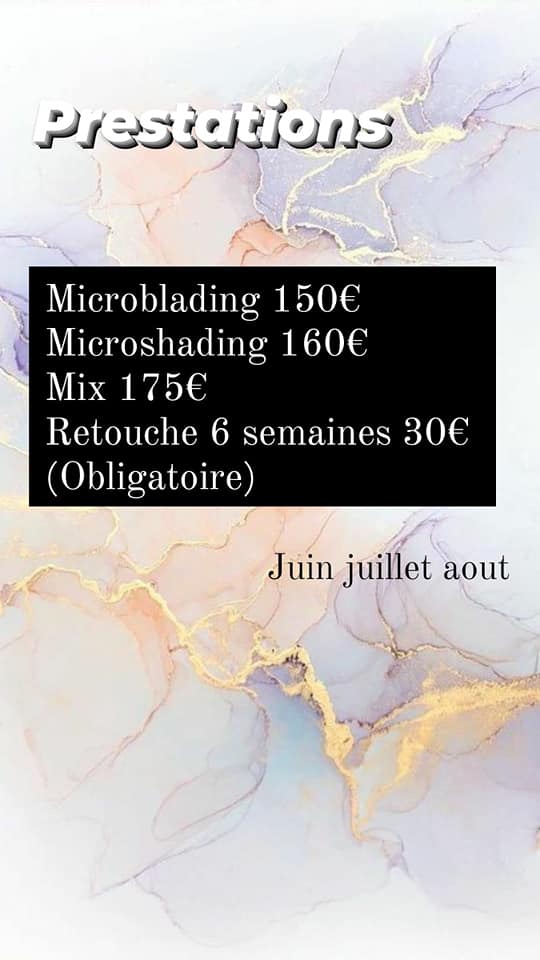 Prestations
Microblading 150€
Microshading 160€
Mix 175€
Retouche 6 semaines 30€
(Obligatoire)
Juin juillet aout